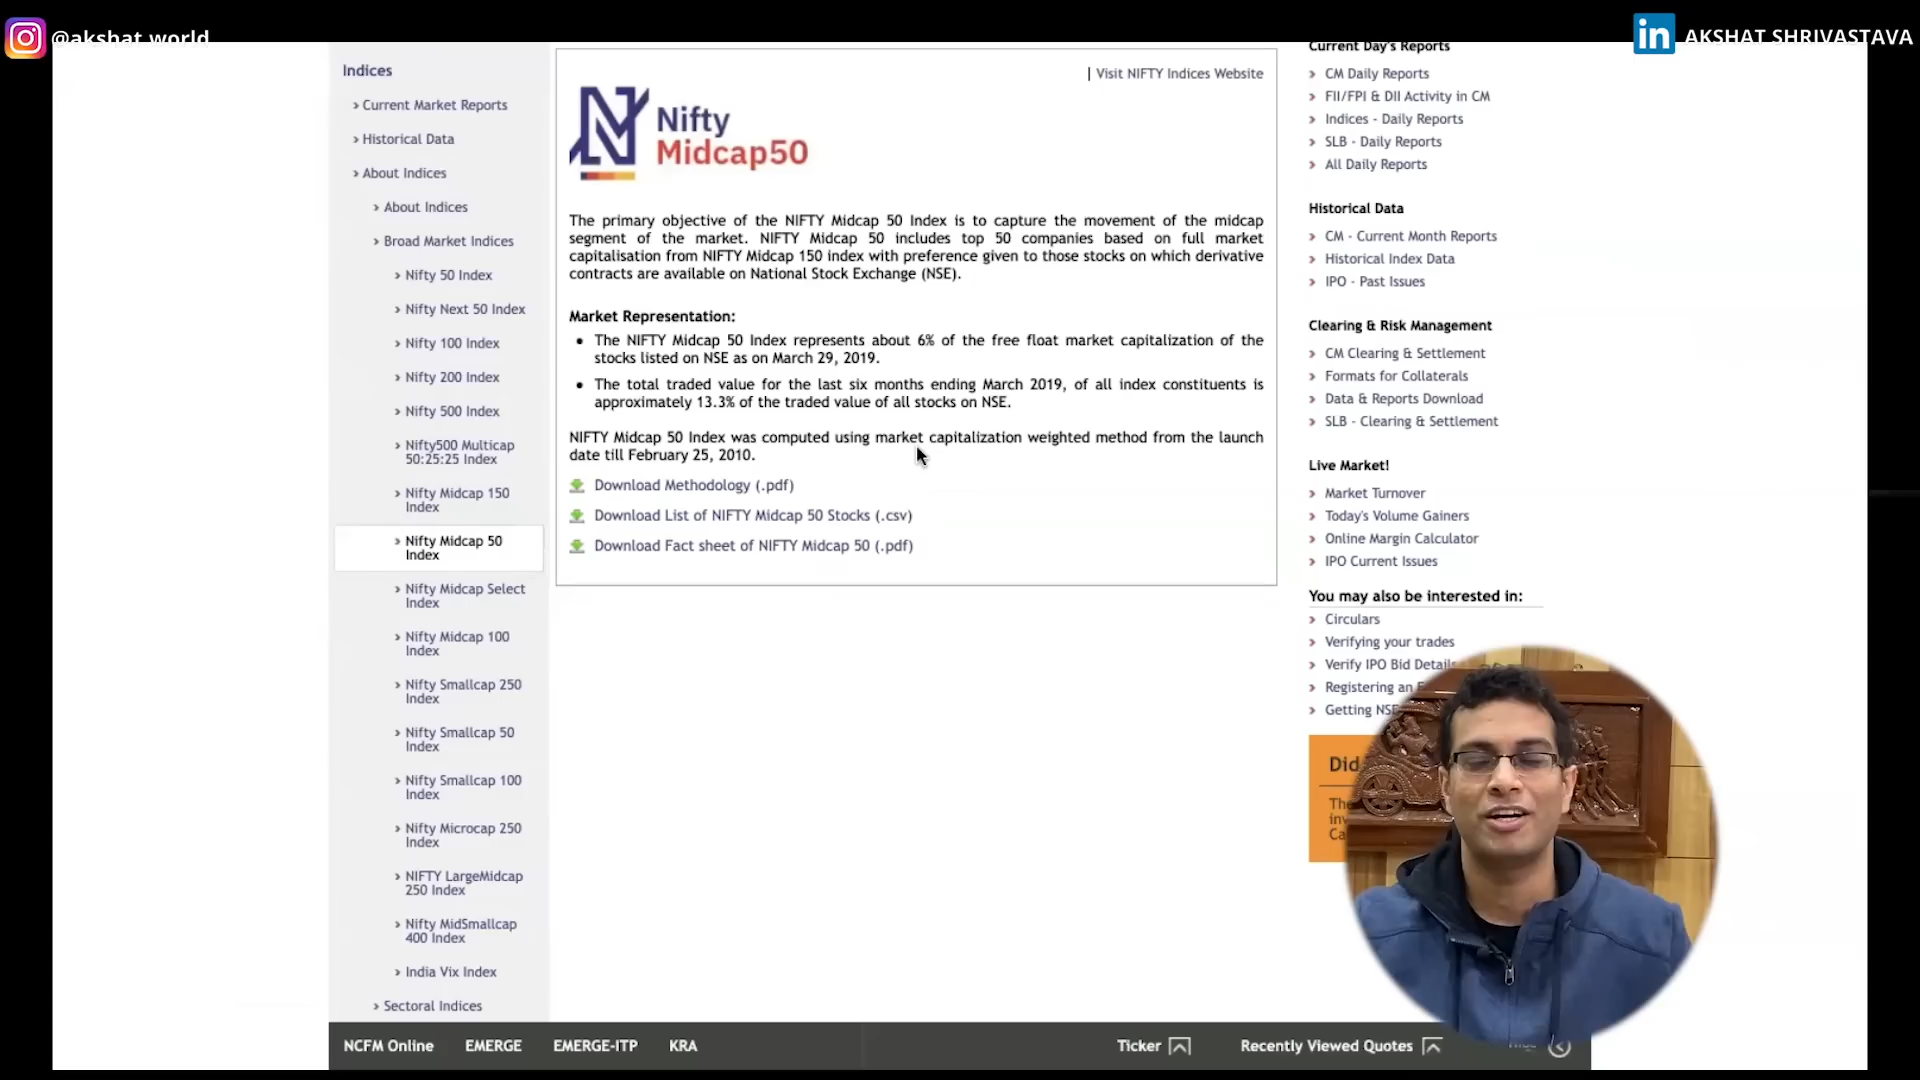 @akshat.world
AKSHAT SHRIVASTAVA
Indices
Current Market Reports
Historical Data
About Indices
About Indices
Broad Market Indices
Nifty 50 Index
Nifty Next 50 Index
Nifty 100 Index
Nifty 200 Index
Nifty 500 Index
Nifty500 Multicap
50:25:25 Index
Nifty Midcap 150
Index
Nifty Midcap 50
Index
Nifty Midcap Select
Index
Nifty Midcap 100
Index
Nifty Smallcap 250
Index
Nifty Smallcap 50
Index
Nifty Smallcap 100
Index
Nifty Microcap 250
Index
NIFTY LargeMidcap
250 Index
Nifty MidSmallcap
400 Index
India Vix Index
Sectoral Indices
| Visit NIFTY Indices Website
Nifty
Midcap50
The primary objective of the NIFTY Midcap 50 Index is to capture the movement of the midcap
segment of the market. NIFTY Midcap 50 includes top 50 companies based on full market
capitalisation from NIFTY Midcap 150 index with preference given to those stocks on which derivative
contracts are available on National Stock Exchange (NSE).
Market Representation:
• The NIFTY Midcap 50 Index represents about 6% of the free float market capitalization of the
stocks listed on NSE as on March 29, 2019.
• The total traded value for the last six months ending March 2019, of all index constituents is
approximately 13.3% of the traded value of all stocks on NSE.
NIFTY Midcap 50 Index was computed using market capitalization weighted method from the launch
date till February 25, 2010.
Download Methodology (.pdf)
Download List of NIFTY Midcap 50 Stocks (.csv)
Download Fact sheet of NIFTY Midcap 50 (.pdf)
Current Day's Reports
CM Daily Reports
FII/FPI & DII Activity in CM
Indices - Daily Reports
SLB - Daily Reports
All Daily Reports
Historical Data
CM - Current Month Reports
Historical Index Data
IPO - Past Issues
Clearing & Risk Management
CM Clearing & Settlement
Formats for Collaterals
Data & Reports Download
SLB - Clearing & Settlement
Live Market!
Market Turnover
Today's Volume Gainers
Online Margin Calculator
IPO Current Issues
You may also be interested in:
Circulars
Verifying your trades
Verify IPO Bid Details
Registering an
Getting NSE
Did
The
inv
Ca
NCFM Online
EMERGE
EMERGE-ITP
KRA
Ticker
Recently Viewed Quotes